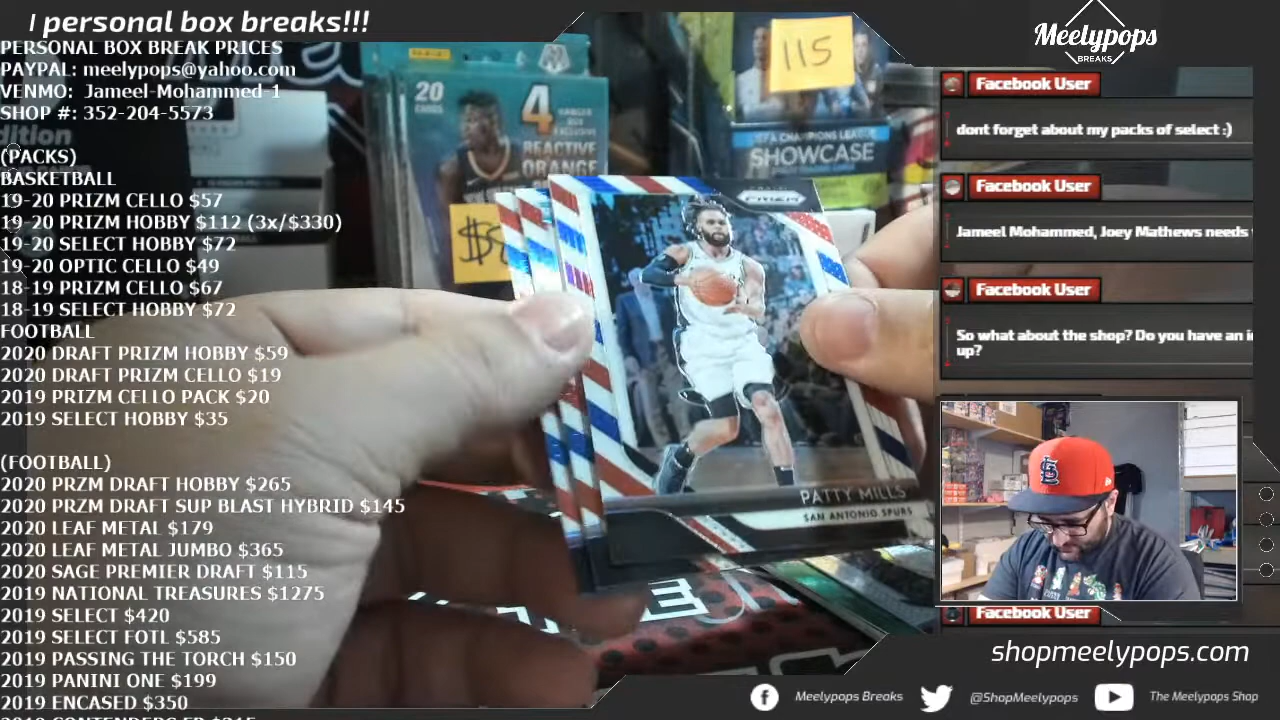 I personal box breaks!!!
PERSONAL BOX BREAK PRICES
PAYPAL: meelypops@yahoo.com
VENMO: Jameel-Mohammed-1
SHOP #: 352-204-5573
(PACKS)
BASKETBALL
19-20 PRIZM CELLO $57
19-20 PRIZM HOBBY $112 (3x/$330)
19-20 SELECT HOBBY $72
19-20 OPTIC CELLO $49
18-19 PRIZM CELLO $67
18-19 SELECT HOBBY $72
FOOTBALL
2020 DRAFT PRIZM HOBBY $59
2020 DRAFT PRIZM CELLO $19
2019 PRIZM CELLO PACK $20
2019 SELECT HOBBY $35
(FOOTBALL)
2020 PRZM DRAFT HOBBY $265
2020 PRZM DRAFT SUP BLAST HYBRID $145
2020 LEAF METAL $179
2020 LEAF METAL JUMBO $365
2020 SAGE PREMIER DRAFT $115
2019 NATIONAL TREASURES $1275
2019 SELECT $420
2019 SELECT FOTL $585
2019 PASSING THE TORCH $150
2019 PANINI ONE $199
2019 ENCASED $350
dition
20
CARDS
4
HANGER
BOX
EXCLUSIVE
REACTIVE
ORANGE
115
CHAMPIONS LEAGUE
SHOWCASE
PRIZM
PATTY MILLS
SAN ANTONIO SPURS
Meelypops
BREAKS
Facebook User
dont forget about my packs of select :)
Facebook User
Jameel Mohammed, Joey Mathews needs
Facebook User
So what about the shop? Do you have an
up?
Facebook User
shopmeelypops.com
Meelypops Breaks
@ShopMeelypops
The Meelypops Shop